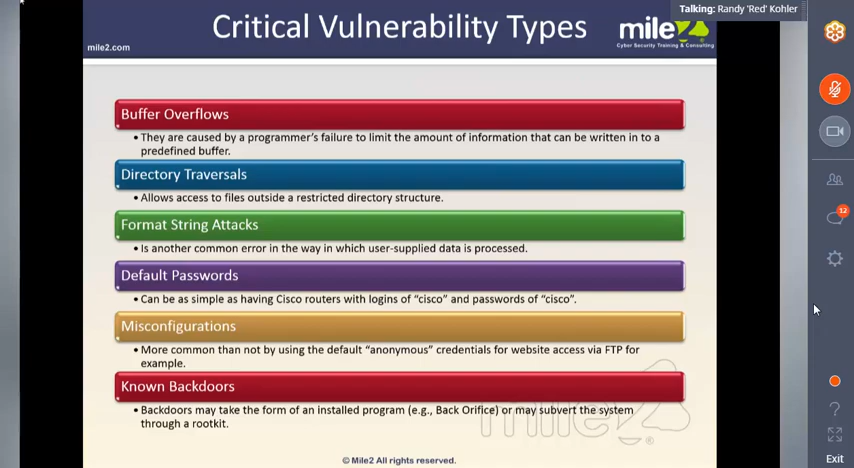 Talking: Randy 'Red' Kohler
Critical Vulnerability Types
mile2
Cyber Security Training & Consulting
mile2.com
Buffer Overflows
• They are caused by a programmer's failure to limit the amount of information that can be written in to a
predefined buffer.
Directory Traversals
• Allows access to files outside a restricted directory structure.
Format String Attacks
• Is another common error in the way in which user-supplied data is processed.
Default Passwords
• Can be as simple as having Cisco routers with logins of "cisco" and passwords of "cisco".
Misconfigurations
• More common than not by using the default "anonymous" credentials for website access via FTP for
example.
Known Backdoors
• Backdoors may take the form of an installed program (e.g., Back Orifice) or may subvert the system
through a rootkit.
mile2
®
© Mile2 All rights reserved.
12
?
Exit